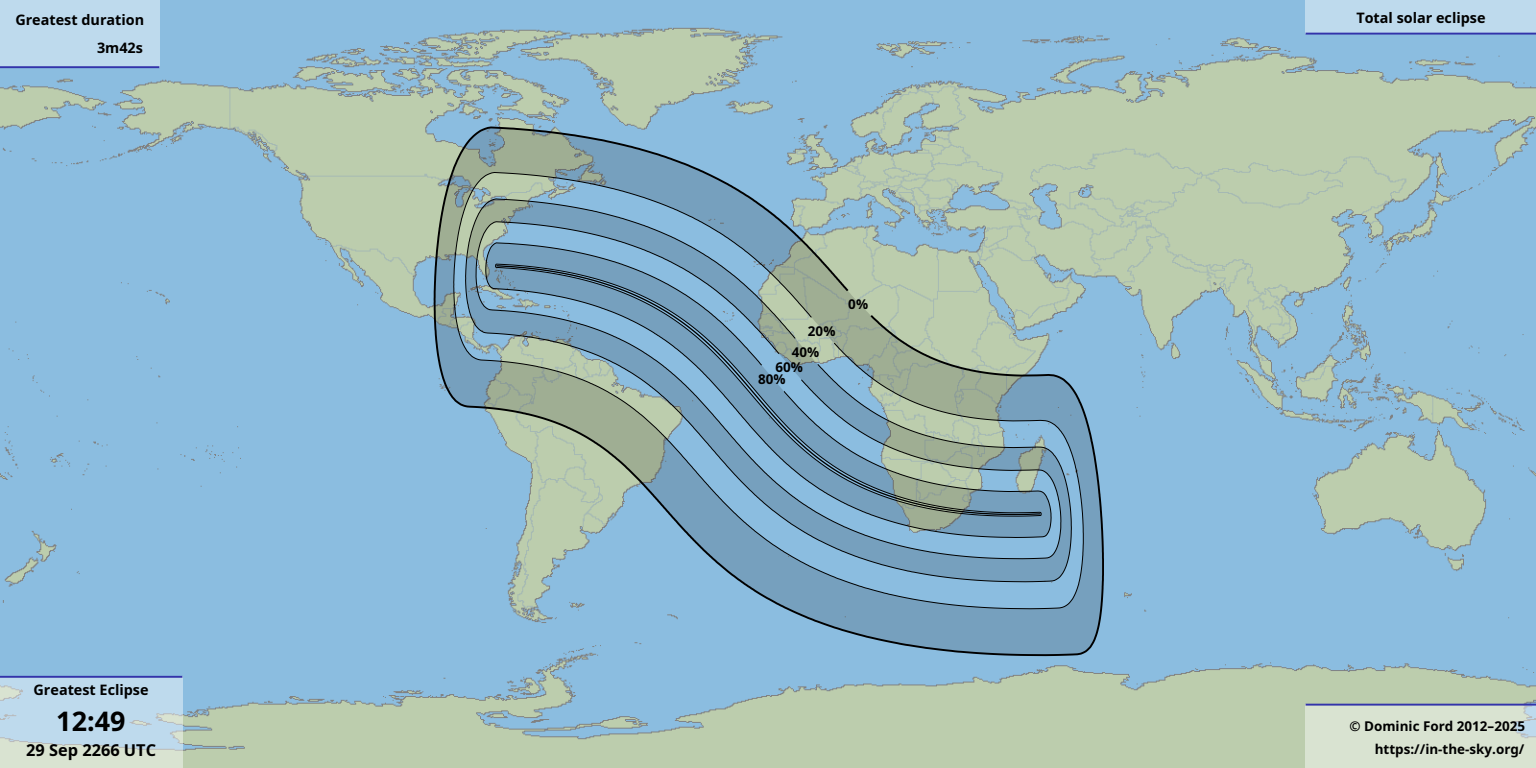 Greatest duration
3m42s
Total solar eclipse
0%
20%
40%
60%
80%
Greatest Eclipse
12:49
29 Sep 2266 UTC
© Dominic Ford 2012–2025
https://in-the-sky.org/